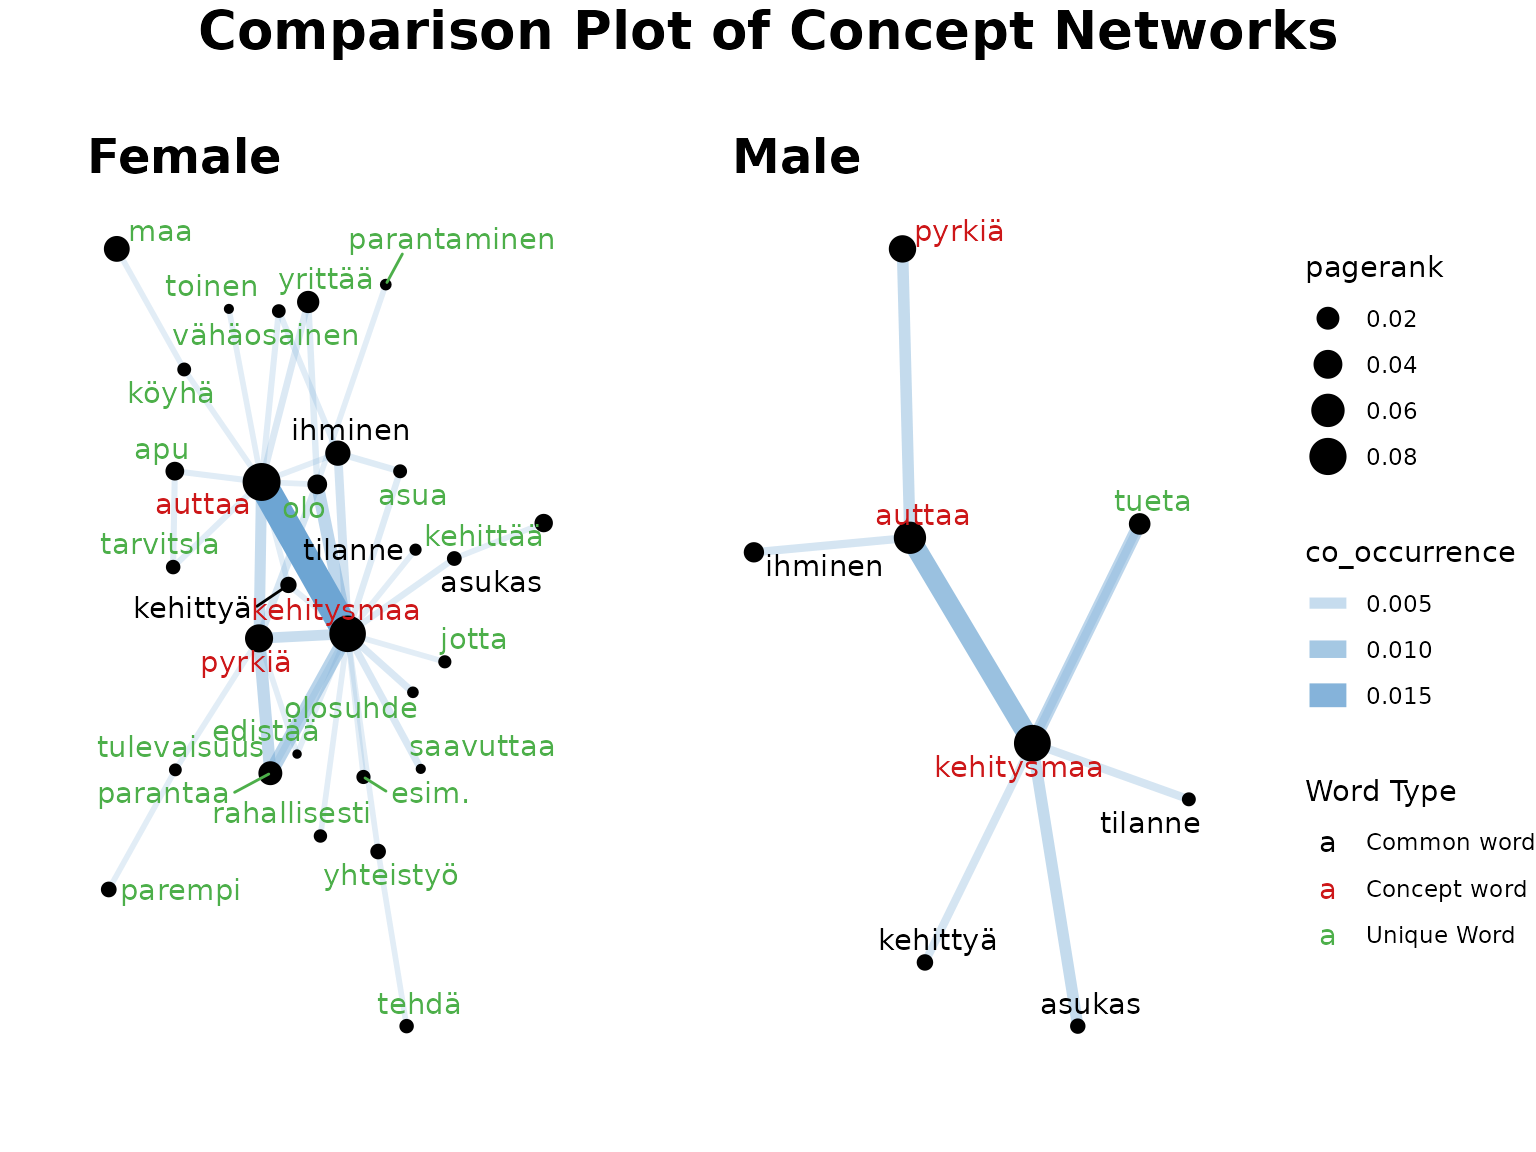 Comparison Plot of Concept Networks
Female
maa
parantaminen
toinen
yrittää
vähäosainen
köyhä
ihminen
apu
auttaa
olo
asua
tarvitsla
tilanne
kehittää
asukas
kehittyä
kehitysmaa
pyrkiä
jotta
olosuhde
edistää
tulevaisuus
saavuttaa
parantaa
esim.
rahallisesti
yhteistyö
parempi
tehdä
Male
pyrkiä
auttaa
tueta
ihminen
kehitysmaa
tilanne
kehittyä
asukas
pagerank
0.02
0.04
0.06
0.08
co_occurrence
0.005
0.010
0.015
Word Type
a Common word
a Concept word
a Unique Word